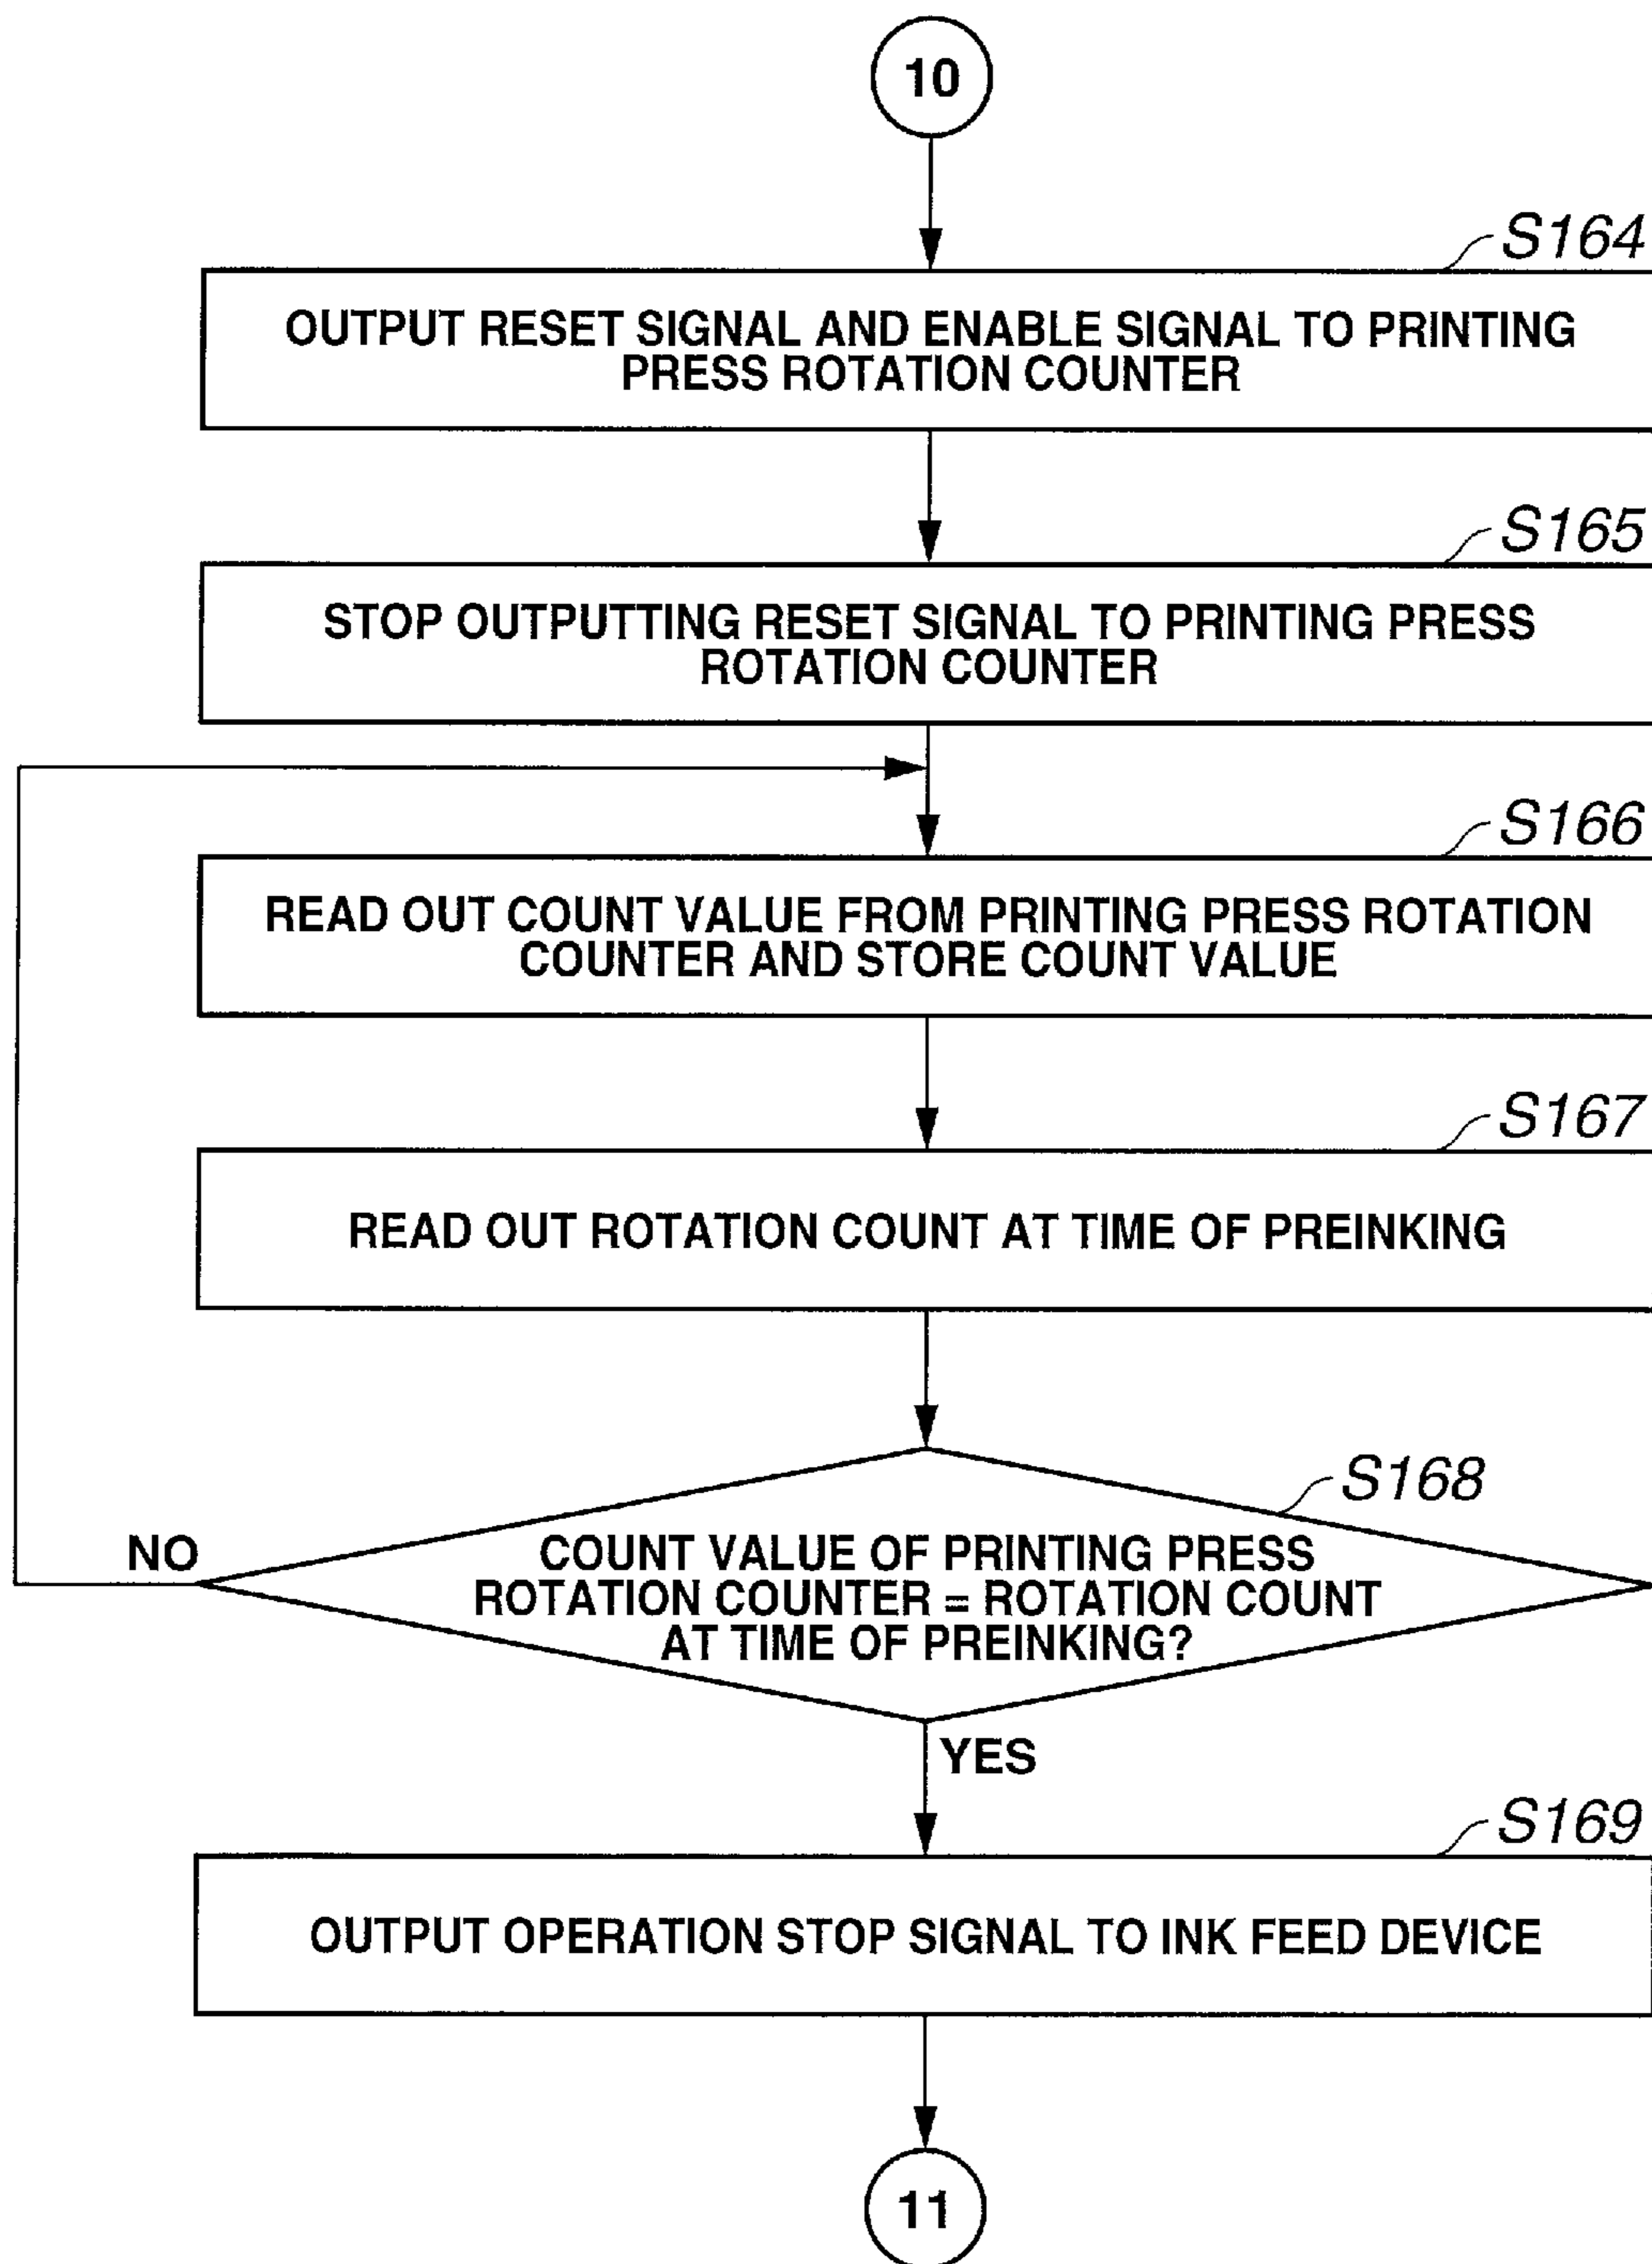 10
S164
OUTPUT RESET SIGNAL AND ENABLE SIGNAL TO PRINTING
PRESS ROTATION COUNTER
S165
STOP OUTPUTTING RESET SIGNAL TO PRINTING PRESS
ROTATION COUNTER
S166
READ OUT COUNT VALUE FROM PRINTING PRESS ROTATION
COUNTER AND STORE COUNT VALUE
S167
READ OUT ROTATION COUNT AT TIME OF PREINKING
S168
NO
COUNT VALUE OF PRINTING PRESS
ROTATION COUNTER = ROTATION COUNT
AT TIME OF PREINKING?
YES
S169
OUTPUT OPERATION STOP SIGNAL TO INK FEED DEVICE
11